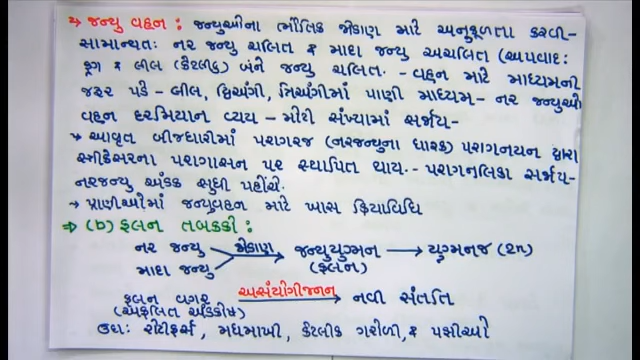 → જન્યુ વહન : જન્યુઓના ભૌતિક જોડાણ માટે અનુકૂળતા કરવી-
સામાન્યતઃ નર જન્યુ ચલિત & માદા જન્યુ અચલિત (અપવાદ:
ફૂગ & લીલ (કેટલીક) બંને જન્યુ ચલિત. - વહન માટે માધ્યમની
જરૂર પડે - લીલ, દ્વિઅંગી, ત્રિઅંગીમાં પાણી માધ્યમ - નર જન્યુઓ
વહન દરમિયાન વ્યય - મોટી સંખ્યામાં સર્જાય -
→ આવૃત બીજધારીમાં પરાગરજ (નરજન્યુના ધારક) પરાગનયન દ્વારા
સ્ત્રીકેસરના પરાગાસન પર સ્થાપિત થાય. - પરાગનલિકા સર્જાય -
નરજન્યુ અંડક સુધી પહોંચે.
→ પ્રાણીઓમાં જન્યુવહન માટે ખાસ ક્રિયાવિધિ
⇒ (b) ફલન તબક્કો :
નર જન્યુ જોડાણ જન્યુયુગ્મન → યુગ્મનજ (2n)
માદા જન્યુ (ફલન)
ફલન વગર અસંયોગીજનન → નવી સંતતિ
(અફલિત અંડકોષ)
ઉદા: રોટીફર્સ, મધમાખી, કેટલીક ગરોળી, & પક્ષીઓ